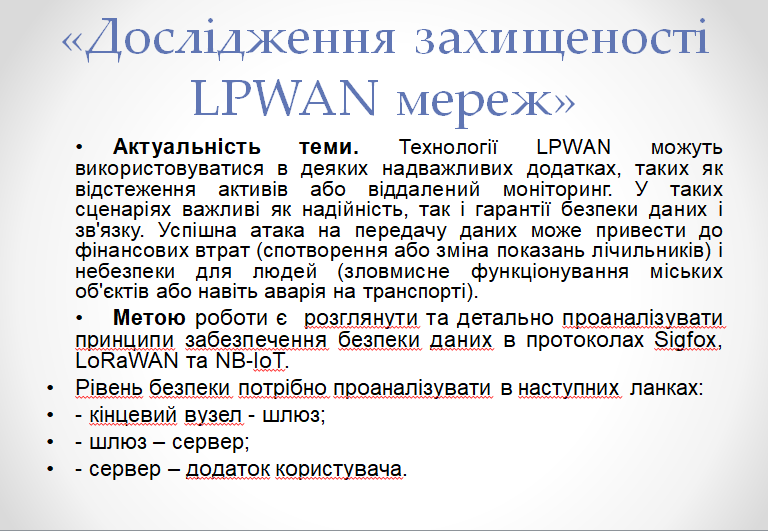 «Дослідження захищеності
LPWAN мереж»
• Актуальність теми. Технології LPWAN можуть
використовуватися в деяких надважливих додатках, таких як
відстеження активів або віддалений моніторинг. У таких
сценаріях важливі як надійність, так і гарантії безпеки даних і
зв'язку. Успішна атака на передачу даних може привести до
фінансових втрат (спотворення або зміна показань лічильників) і
небезпеки для людей (зловмисне функціонування міських
об'єктів або навіть аварія на транспорті).
• Метою роботи є розглянути та детально проаналізувати
принципи забезпечення безпеки даних в протоколах Sigfox,
LoRaWAN та NB-IoT.
• Рівень безпеки потрібно проаналізувати в наступних ланках:
• - кінцевий вузел - шлюз;
• - шлюз – сервер;
• - сервер – додаток користувача.